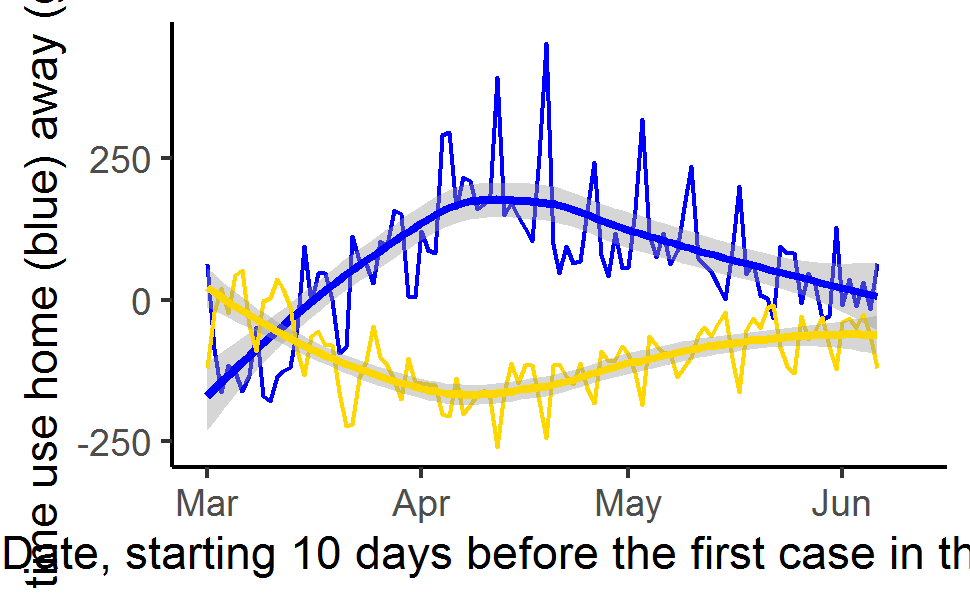 time use home (blue) away (
250
0
-250
Mar Apr May Jun
Date, starting 10 days before the first case in th